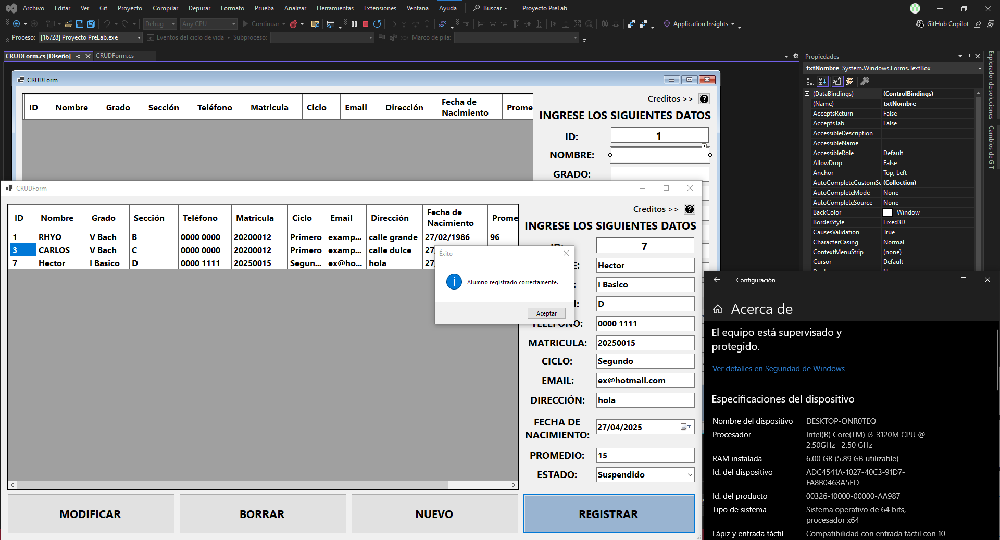 Archivo Editar Ver Git Proyecto Compilar Depurar Formato Prueba Analizar Herramientas Extensiones Ventana Ayuda Buscar Proyecto PreLab
Debug Any CPU Continuar Application Insights GitHub Copilot
Proceso: [16728] Proyecto PreLab.exe Eventos del ciclo de vida Subproceso: Marco de pila:
CRUDForm.cs [Diseño] CRUDForm.cs
CRUDForm
ID Nombre Grado Sección Teléfono Matricula Ciclo Email Dirección Fecha de Nacimiento Prome
Creditos >>
INGRESE LOS SIGUIENTES DATOS
ID: 1
NOMBRE:
GRADO:
Propiedades
txtNombre System.Windows.Forms.TextBox
(DataBindings) (ControlBindings)
(Name) txtNombre
AcceptsReturn False
AcceptsTab False
AccessibleDescription
AccessibleName
AccessibleRole Default
AllowDrop False
Anchor Top, Left
AutoCompleteCustomSc (Collection)
AutoCompleteMode None
AutoCompleteSource None
BackColor Window
BorderStyle Fixed3D
CausesValidation True
CharacterCasing Normal
ContextMenuStrip (none)
Cursor Default
Explorador de soluciones
Cambios de GIT
CRUDForm
ID Nombre Grado Sección Teléfono Matricula Ciclo Email Dirección Fecha de Nacimiento Prome
1 RHYO V Bach B 0000 0000 20200012 Primero examp... calle grande 27/02/1986 96
3 CARLOS V Bach C 0000 0000 20200012 Primero examp... calle dulce 27
7 Hector I Basico D 0000 1111 20250015 Segun... ex@ho... hola 27
Creditos >>
INGRESE LOS SIGUIENTES DATOS
7
E: Hector
: I Basico
: D
TELÉFONO: 0000 1111
MATRICULA: 20250015
CICLO: Segundo
EMAIL: ex@hotmail.com
DIRECCIÓN: hola
FECHA DE
NACIMIENTO: 27/04/2025
PROMEDIO: 15
ESTADO: Suspendido
Éxito
Alumno registrado correctamente.
Aceptar
MODIFICAR BORRAR NUEVO REGISTRAR
Configuración
Acerca de
El equipo está supervisado y
protegido.
Ver detalles en Seguridad de Windows
Especificaciones del dispositivo
Nombre del dispositivo DESKTOP-ONR0TEQ
Procesador Intel(R) Core(TM) i3-3120M CPU @
2.50GHz 2.50 GHz
RAM instalada 6.00 GB (5.89 GB utilizable)
Id. del dispositivo ADC4541A-1027-40C3-91D7-
FA8B0463A5ED
Id. del producto 00326-10000-00000-AA987
Tipo de sistema Sistema operativo de 64 bits,
procesador x64
Lápiz y entrada táctil Compatibilidad con entrada táctil con 10